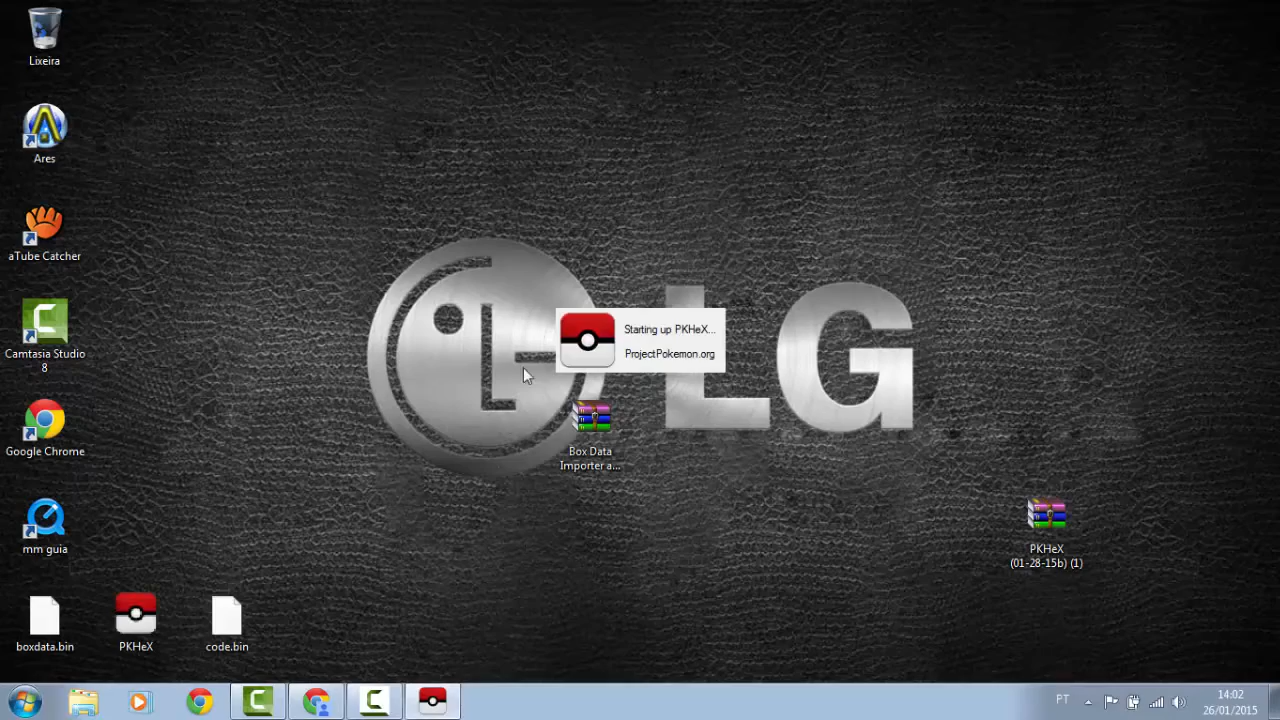 Lixeira
Ares
aTube Catcher
Camtasia Studio
8
Google Chrome
mm guia
boxdata.bin
PKHeX
code.bin
LG
Starting up PKHeX...
ProjectPokemon.org
Box Data
Importer a...
PKHeX
(01-28-15b) (1)
PT
14:02
26/01/2015